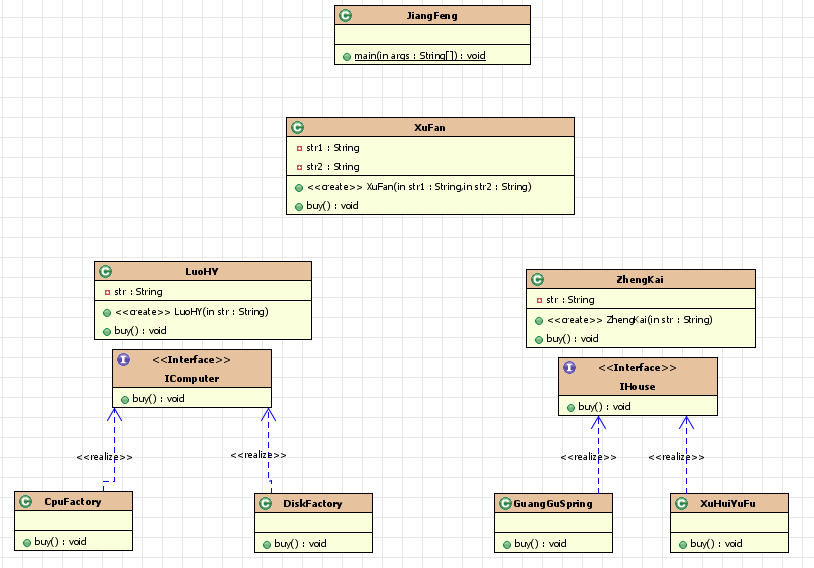 JiangFeng
main(in args : String[]) : void
XuFan
str1 : String
str2 : String
<<create>> XuFan(in str1 : String,in str2 : String)
buy() : void
LuoHY
str : String
<<create>> LuoHY(in str : String)
buy() : void
ZhengKai
str : String
<<create>> ZhengKai(in str : String)
buy() : void
<<Interface>>
IComputer
buy() : void
<<Interface>>
IHouse
buy() : void
<<realize>>
<<realize>>
<<realize>>
<<realize>>
CpuFactory
buy() : void
DiskFactory
buy() : void
GuangGuSpring
buy() : void
XuHuiYuFu
buy() : void